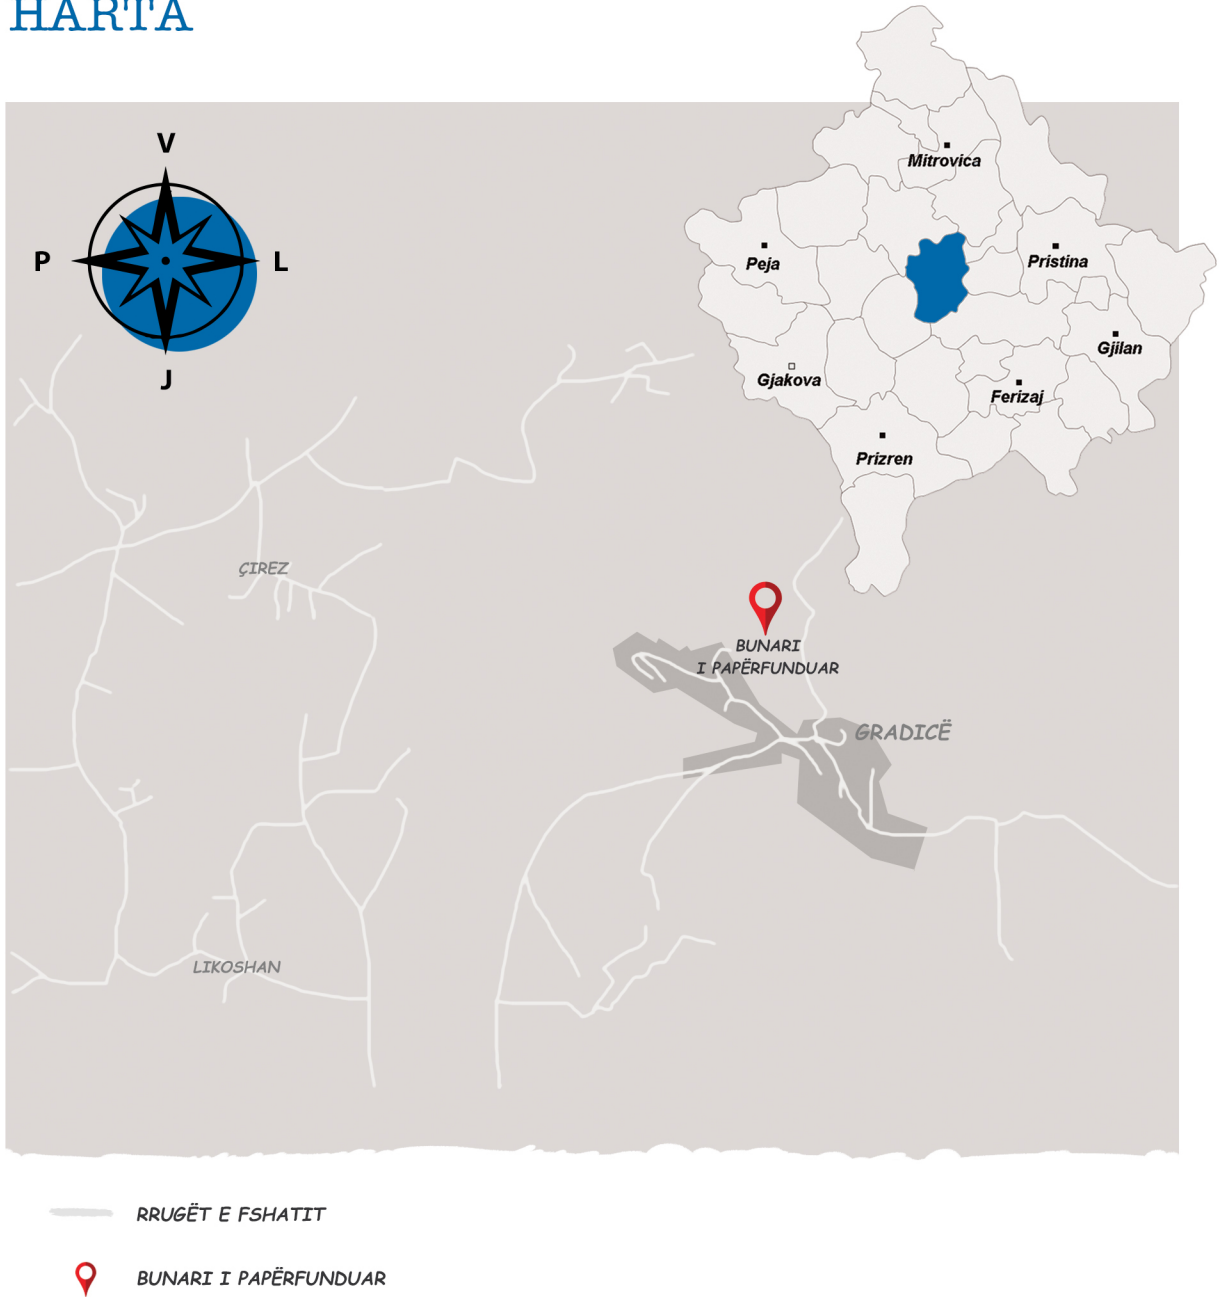 HARTA
V
P
L
J
Mitrovica
Peja
Pristina
Gjilan
Gjakova
Ferizaj
Prizren
ÇIREZ
BUNARI
I PAPËRFUNDUAR
GRADICË
LIKOSHAN
RRUGËT E FSHATIT
BUNARI I PAPËRFUNDUAR